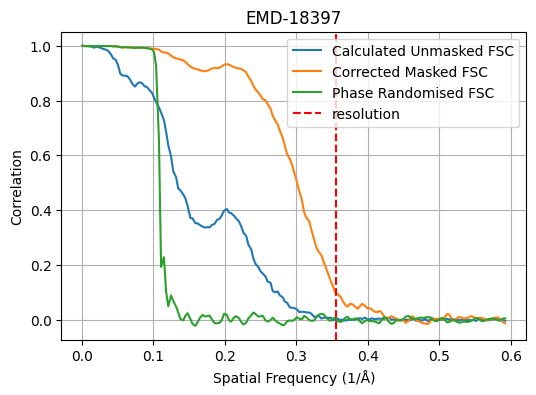 EMD-18397
Calculated Unmasked FSC
Corrected Masked FSC
Phase Randomised FSC
resolution
Correlation
1.0
0.8
0.6
0.4
0.2
0.0
0.0 0.1 0.2 0.3 0.4 0.5 0.6
Spatial Frequency (1/Å)